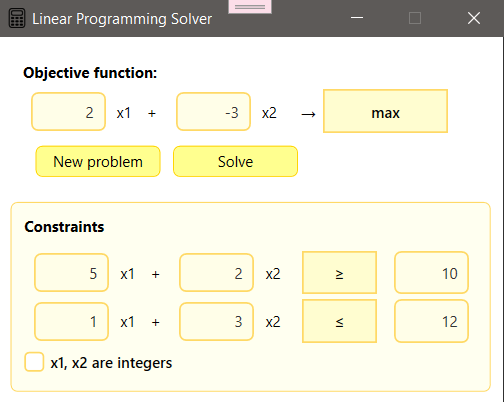 Linear Programming Solver
Objective function:
2 x1 + -3 x2 → max
New problem Solve
Constraints
5 x1 + 2 x2 ≥ 10
1 x1 + 3 x2 ≤ 12
x1, x2 are integers